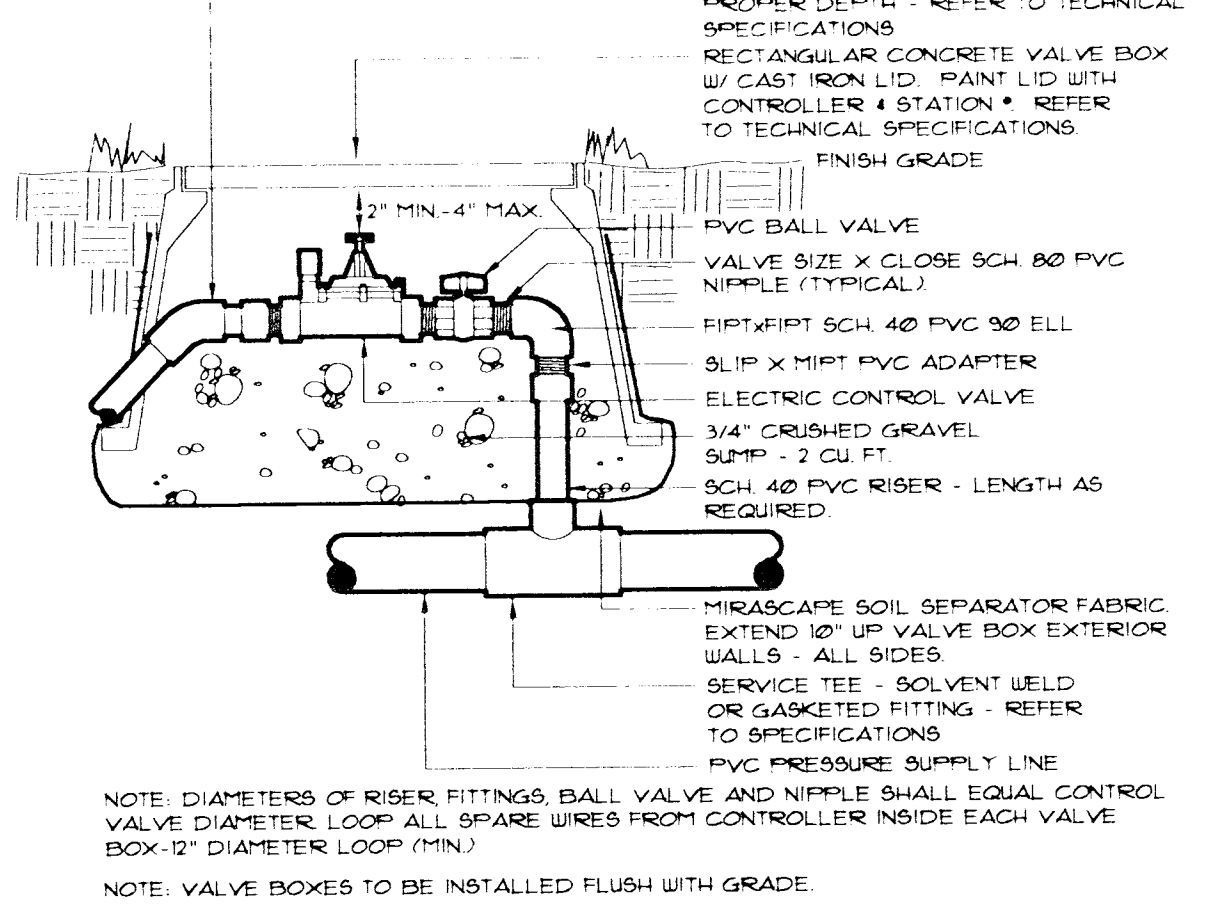 PROPER DEPTH - REFER TO TECHNICAL
SPECIFICATIONS
RECTANGULAR CONCRETE VALVE BOX
W/ CAST IRON LID. PAINT LID WITH
CONTROLLER & STATION #. REFER
TO TECHNICAL SPECIFICATIONS.
FINISH GRADE
2" MIN.-4" MAX.
PVC BALL VALVE
VALVE SIZE X CLOSE SCH. 80 PVC
NIPPLE (TYPICAL).
FIPTxFIPT SCH. 40 PVC 90 ELL
SLIP X MIPT PVC ADAPTER
ELECTRIC CONTROL VALVE
3/4" CRUSHED GRAVEL
SUMP - 2 CU. FT.
SCH. 40 PVC RISER - LENGTH AS
REQUIRED.
MIRASCAPE SOIL SEPARATOR FABRIC.
EXTEND 10" UP VALVE BOX EXTERIOR
WALLS - ALL SIDES.
SERVICE TEE - SOLVENT WELD
OR GASKETED FITTING - REFER
TO SPECIFICATIONS
PVC PRESSURE SUPPLY LINE
NOTE: DIAMETERS OF RISER, FITTINGS, BALL VALVE AND NIPPLE SHALL EQUAL CONTROL
VALVE DIAMETER LOOP ALL SPARE WIRES FROM CONTROLLER INSIDE EACH VALVE
BOX-12" DIAMETER LOOP (MIN.)
NOTE: VALVE BOXES TO BE INSTALLED FLUSH WITH GRADE.